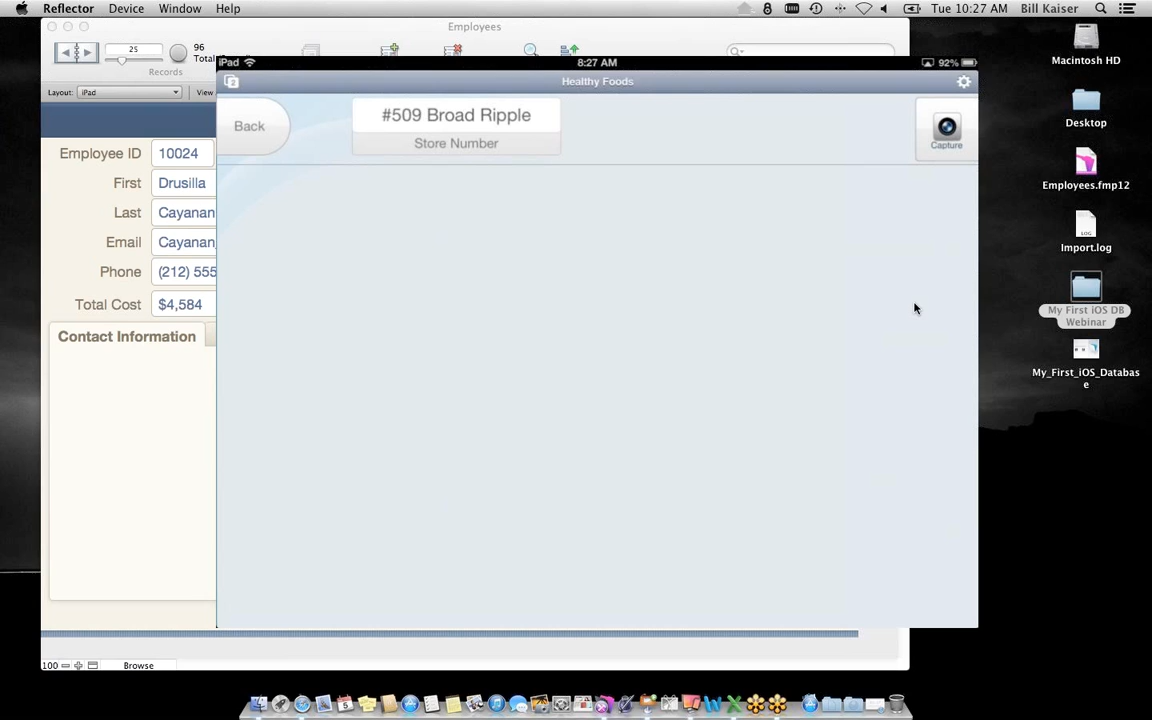 Reflector Device Window Help
Tue 10:27 AM Bill Kaiser
Employees
25
96
Total
Records
Layout: iPad View
iPad 8:27 AM 92%
Healthy Foods
Back
#509 Broad Ripple
Store Number
Capture
Employee ID 10024
First Drusilla
Last Cayanan
Email Cayanan
Phone (212) 555
Total Cost $4,584
Contact Information
100 Browse
Macintosh HD
Desktop
Employees.fmp12
LOG
Import.log
My First iOS DB
Webinar
My_First_iOS_Databas
e
5